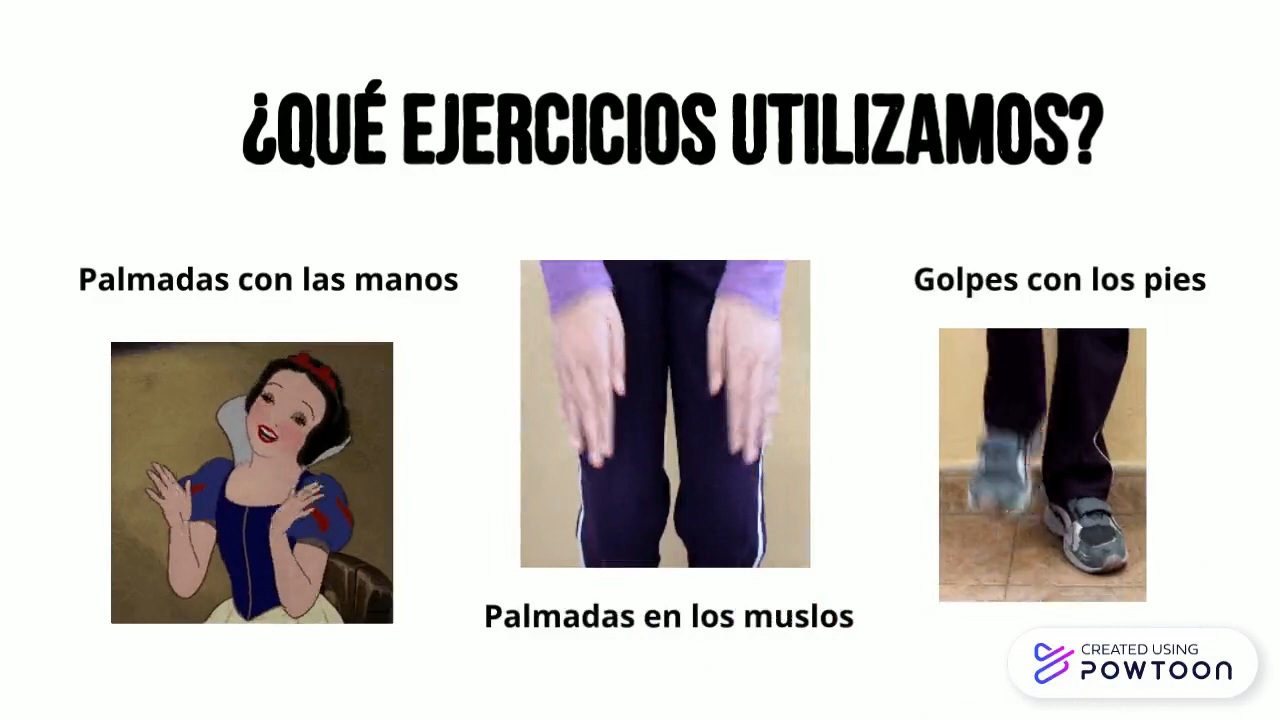 ¿QUÉ EJERCICIOS UTILIZAMOS?
Palmadas con las manos
Golpes con los pies
Palmadas en los muslos
CREATED USING
POWTOON